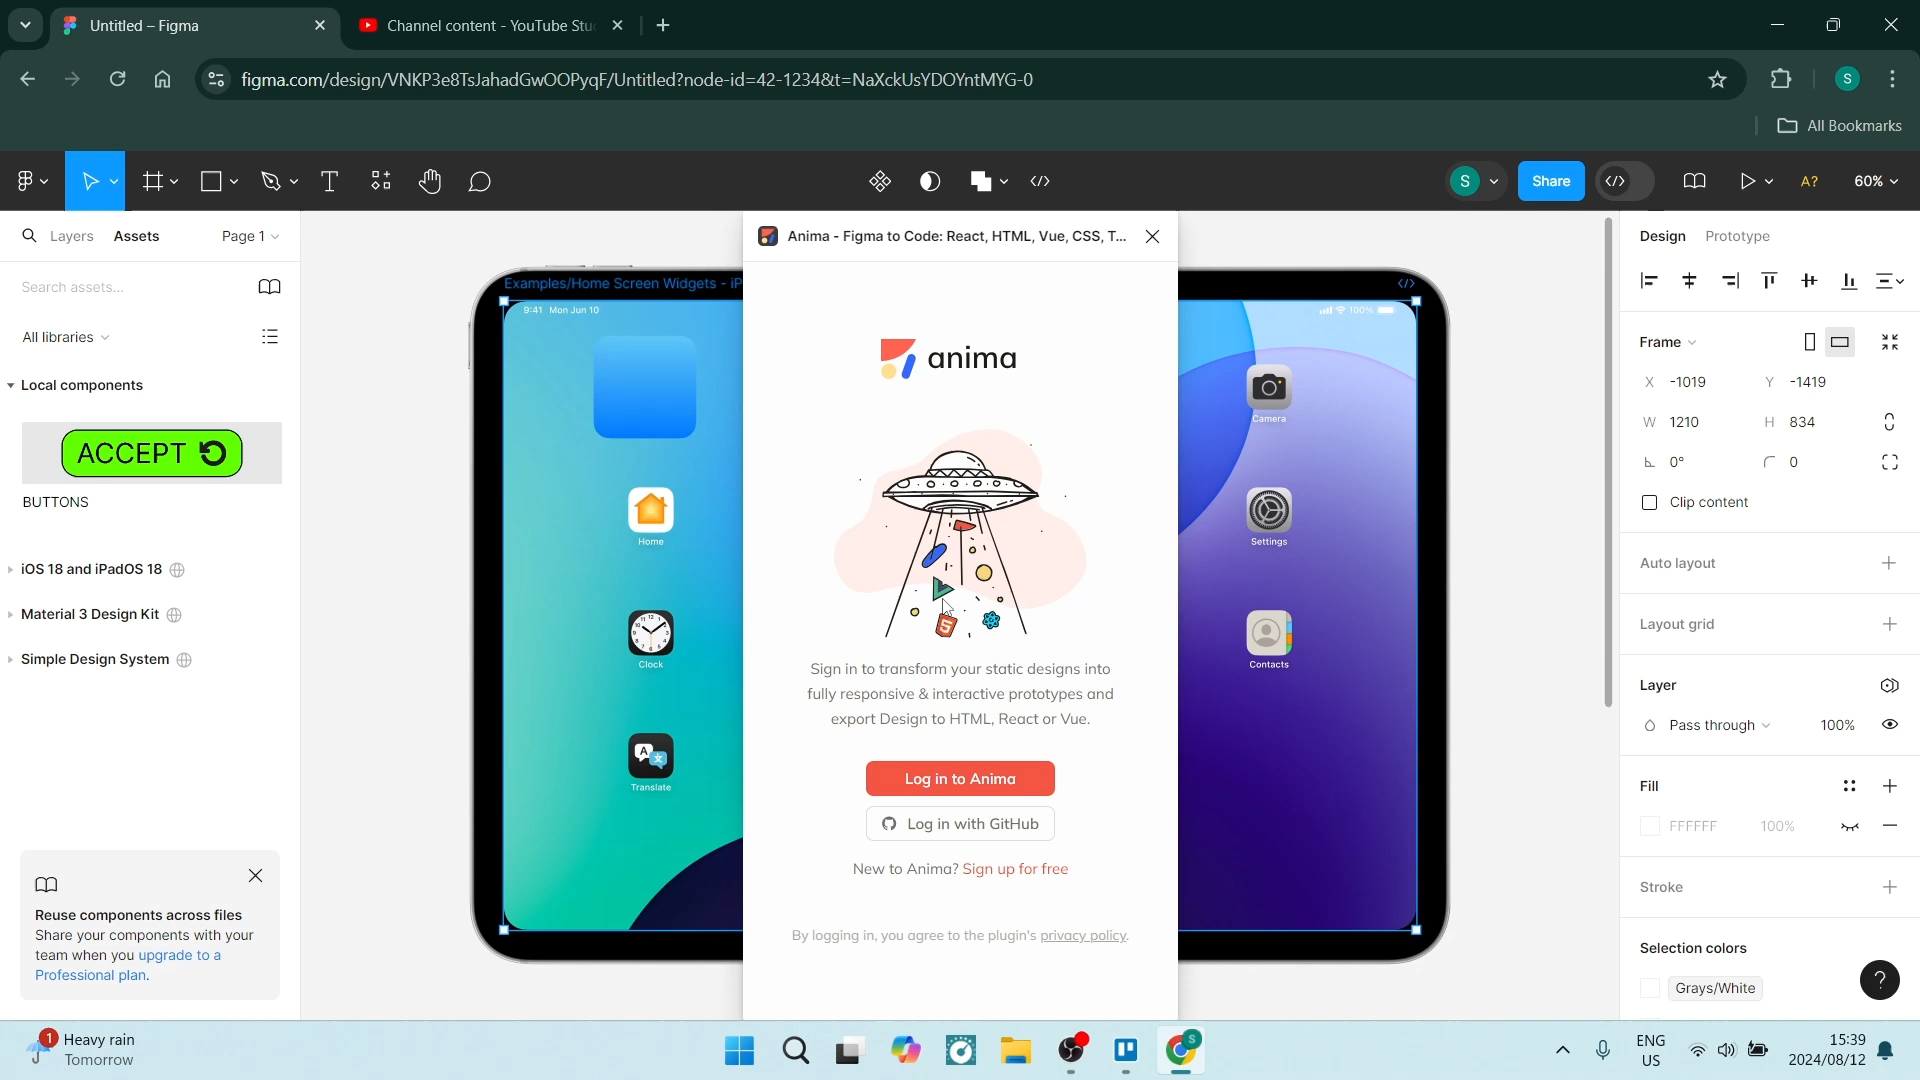 Untitled – Figma
Channel content - YouTube Stu
figma.com/design/VNKP3e8TsJahadGwOOPyqF/Untitled?node-id=42-1234&t=NaXckUsYDOYntMYG-0
S
All Bookmarks
S
Share
A?
60%
Layers
Assets
Page 1
Search assets...
All libraries
Local components
ACCEPT
BUTTONS
iOS 18 and iPadOS 18
Material 3 Design Kit
Simple Design System
Reuse components across files
Share your components with your
team when you upgrade to a
Professional plan.
Examples/Home Screen Widgets - iP
9:41 Mon Jun 10
100%
Home
Clock
Translate
Camera
Settings
Contacts
Anima - Figma to Code: React, HTML, Vue, CSS, T...
anima
5
Sign in to transform your static designs into
fully responsive & interactive prototypes and
export Design to HTML, React or Vue.
Log in to Anima
Log in with GitHub
New to Anima? Sign up for free
By logging in, you agree to the plugin's privacy policy.
Design
Prototype
Frame
X -1019
Y -1419
W 1210
H 834
0°
0
Clip content
Auto layout
Layout grid
Layer
Pass through
100%
Fill
FFFFFF
100%
Stroke
Selection colors
Grays/White
?
1
Heavy rain
Tomorrow
S
ENG
US
15:39
2024/08/12